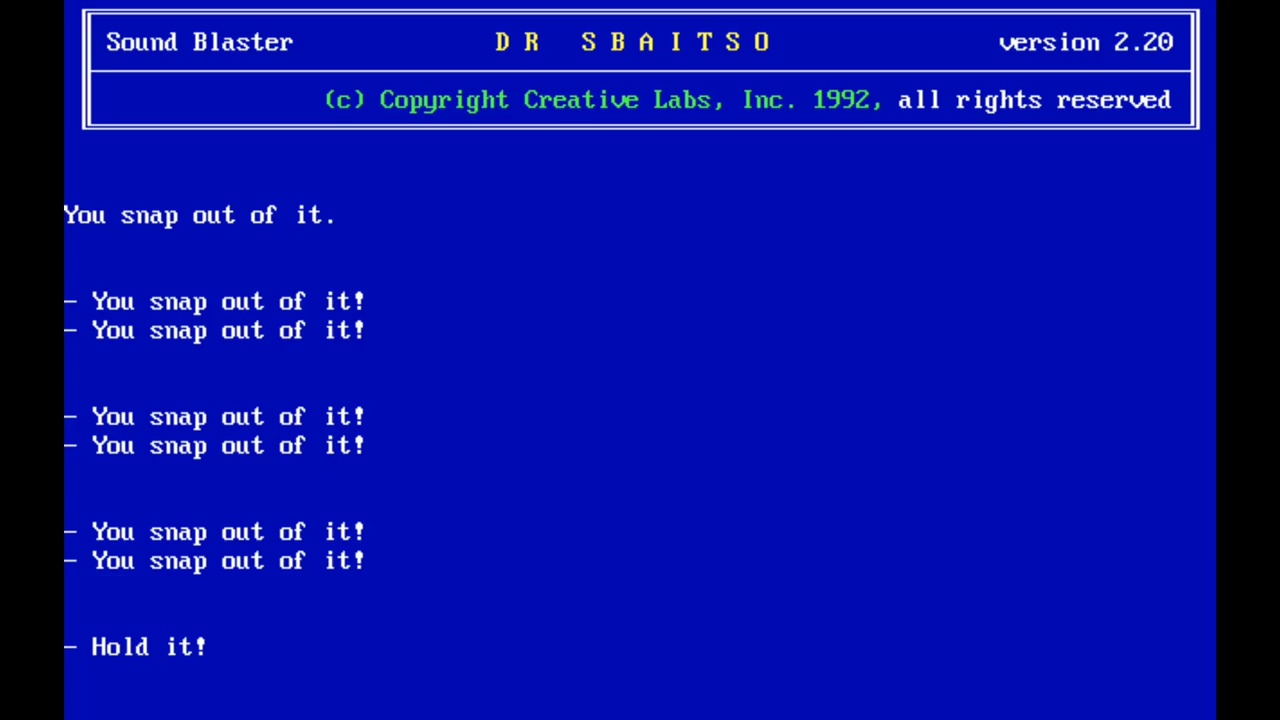 Sound Blaster D R S B A I T S O version 2.20
(c) Copyright Creative Labs, Inc. 1992, all rights reserved
You snap out of it.
- You snap out of it!
- You snap out of it!
- You snap out of it!
- You snap out of it!
- You snap out of it!
- You snap out of it!
- Hold it!